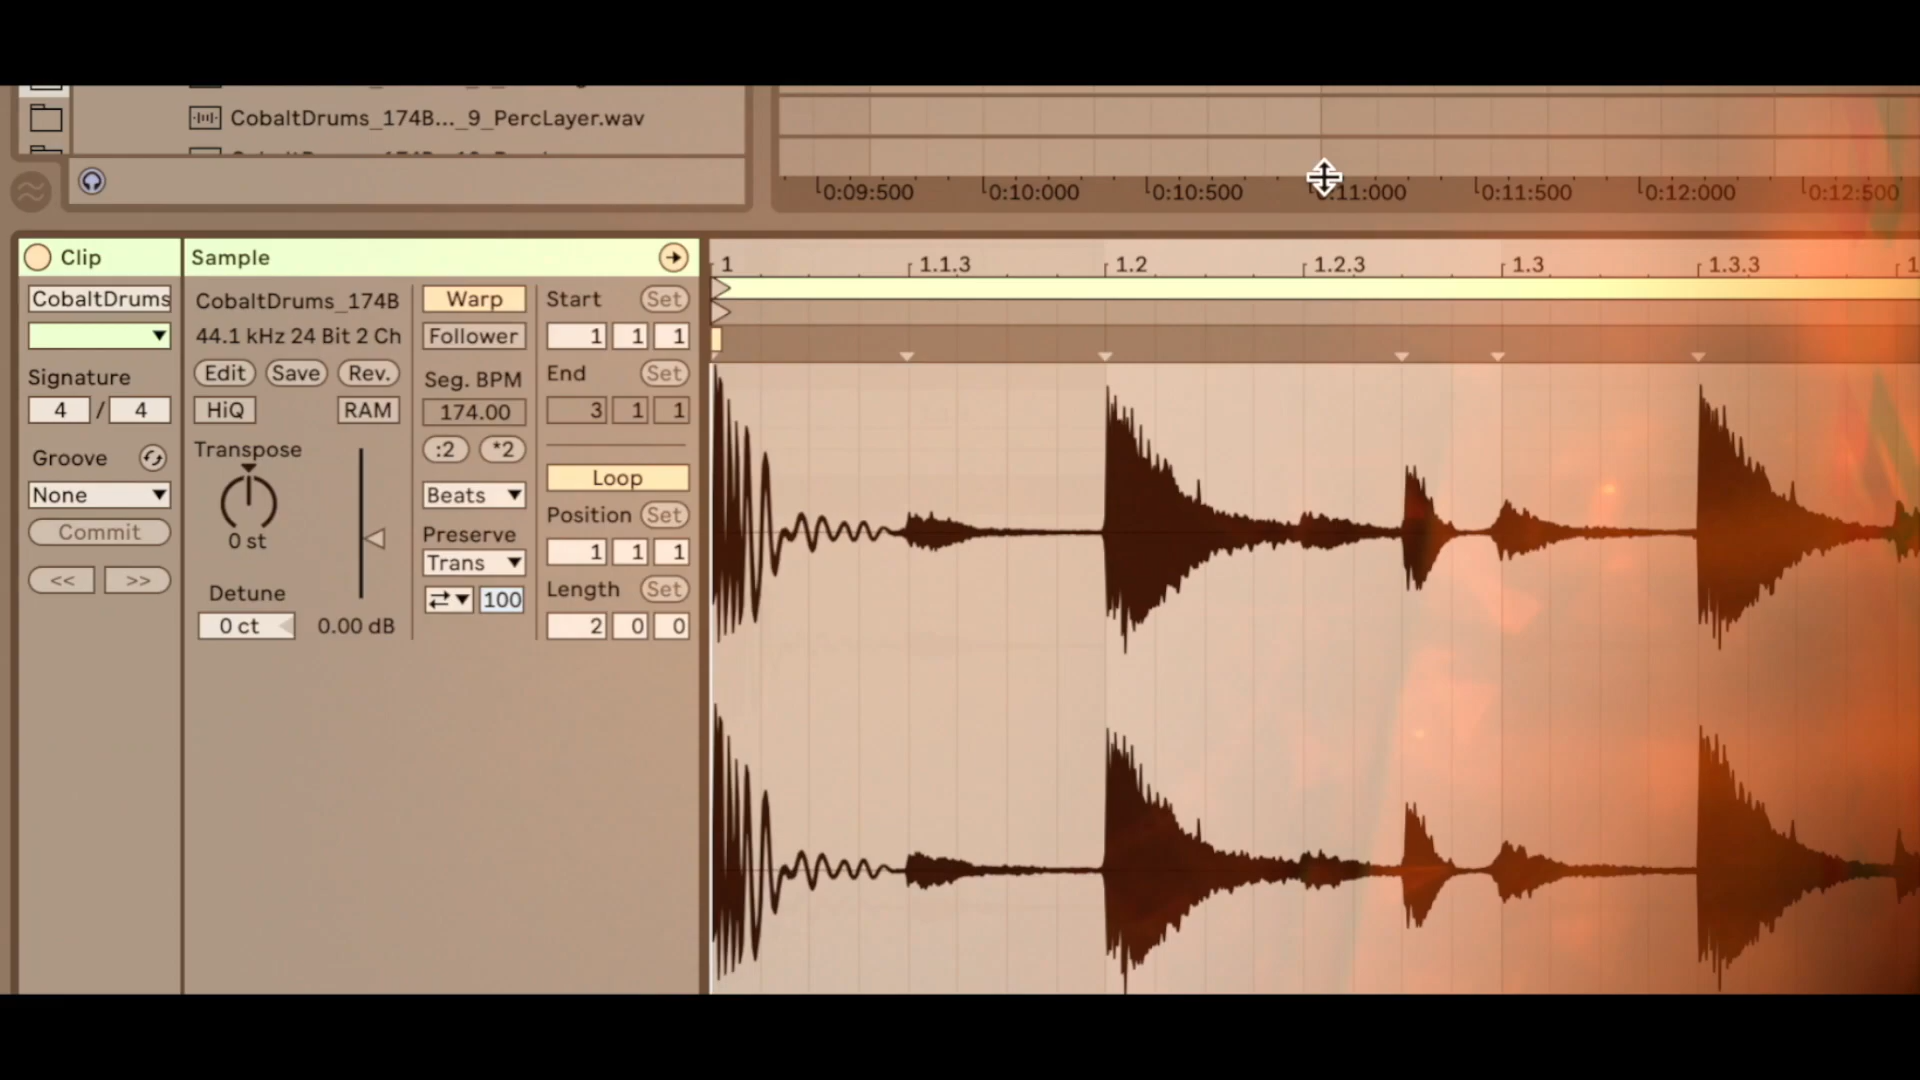 CobaltDrums_174B..._9_PercLayer.wav
0:09:500 0:10:000 0:10:500 0:11:000 0:11:500 0:12:000 0:12:500
Clip
Sample
1 1.1.3 1.2 1.2.3 1.3 1.3.3
CobaltDrums
CobaltDrums_174B
Warp
Start
Set
44.1 kHz 24 Bit 2 Ch
Follower
1 1 1
Signature
Edit Save Rev.
Seg. BPM
End
Set
4 / 4
HiQ
RAM
174.00
3 1 1
Groove
Transpose
:2 *2
Loop
None
Beats
Position
Set
Commit
0 st
Preserve
1 1 1
<< >>
Trans
Length
Set
Detune
100
0 ct
0.00 dB
2 0 0